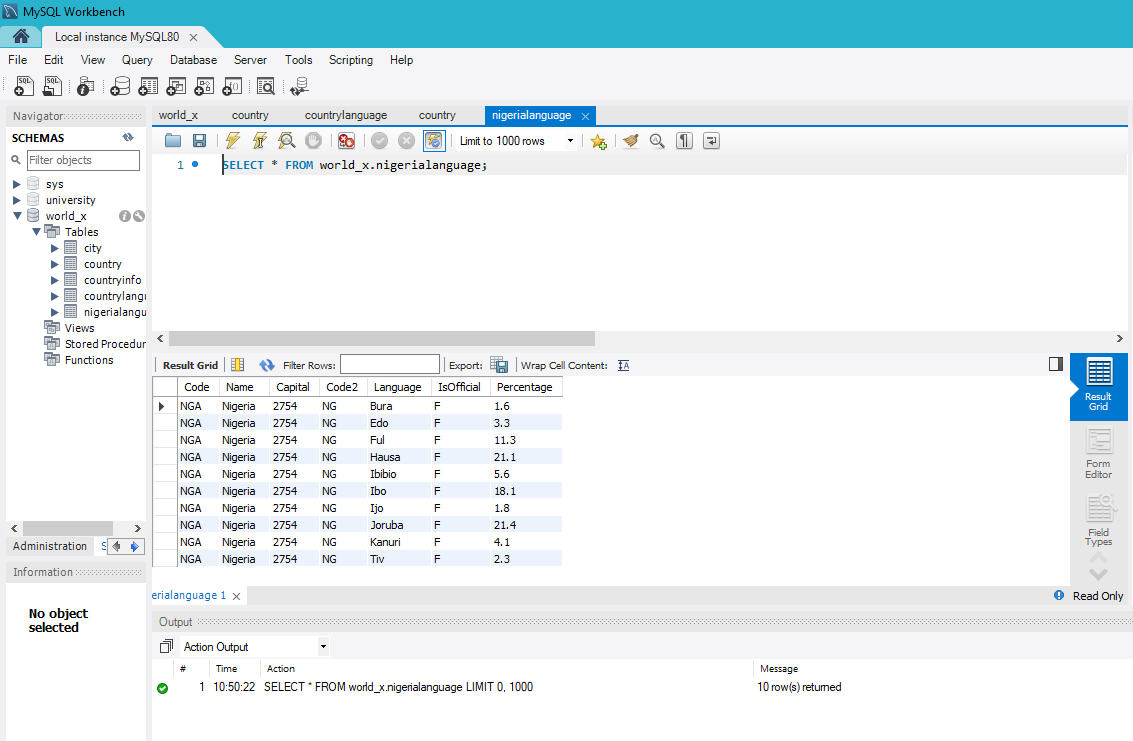 MySQL Workbench
Local instance MySQL80
File Edit View Query Database Server Tools Scripting Help
Navigator
SCHEMAS
Filter objects
sys
university
world_x
Tables
city
country
countryinfo
countrylangu
nigerialangu
Views
Stored Procedur
Functions
Administration S
Information
No object
selected
world_x country countrylanguage country nigerialanguage
Limit to 1000 rows
1 SELECT * FROM world_x.nigerialanguage;
Result Grid Filter Rows: Export: Wrap Cell Content:
Code Name Capital Code2 Language IsOfficial Percentage
NGA Nigeria 2754 NG Bura F 1.6
NGA Nigeria 2754 NG Edo F 3.3
NGA Nigeria 2754 NG Ful F 11.3
NGA Nigeria 2754 NG Hausa F 21.1
NGA Nigeria 2754 NG Ibibio F 5.6
NGA Nigeria 2754 NG Ibo F 18.1
NGA Nigeria 2754 NG Ijo F 1.8
NGA Nigeria 2754 NG Joruba F 21.4
NGA Nigeria 2754 NG Kanuri F 4.1
NGA Nigeria 2754 NG Tiv F 2.3
Result
Grid
Form
Editor
Field
Types
erialanguage 1
Read Only
Output
Action Output
# Time Action Message
1 10:50:22 SELECT * FROM world_x.nigerialanguage LIMIT 0, 1000 10 row(s) returned